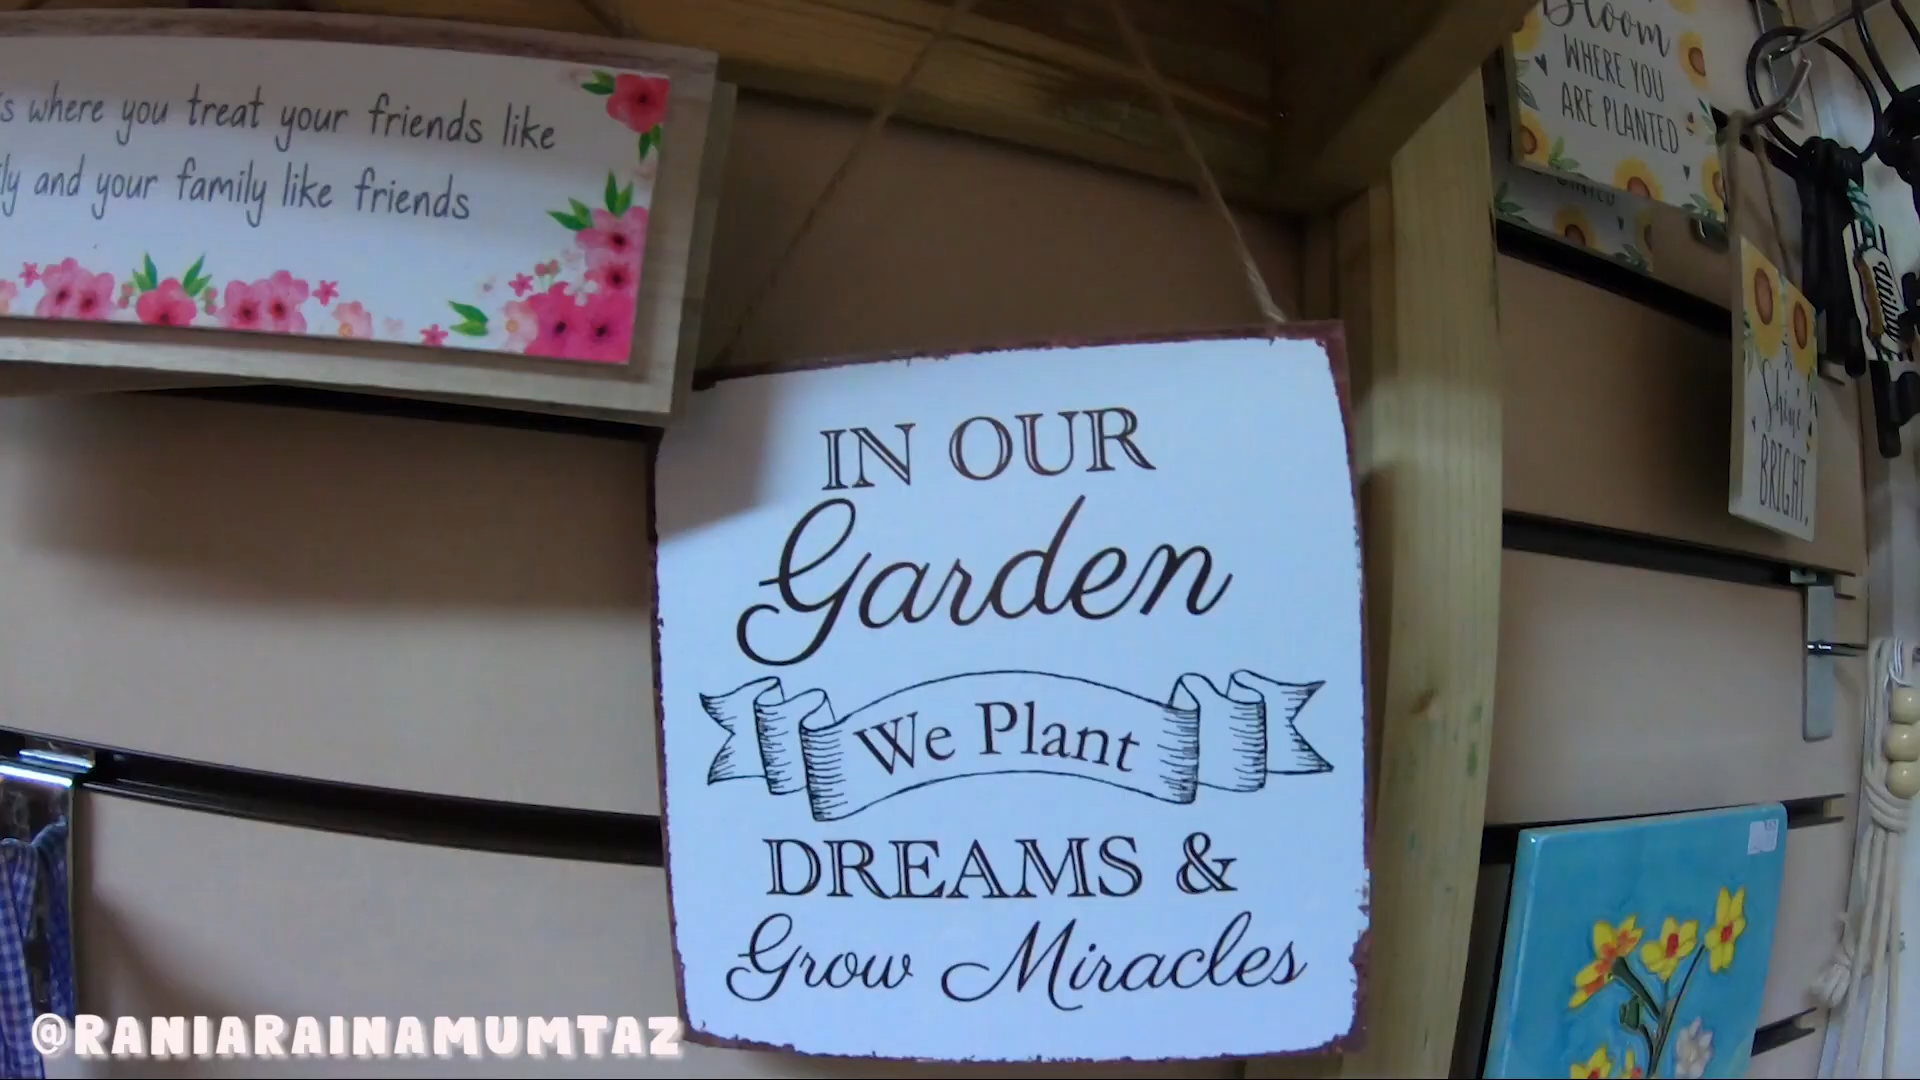 where you treat your friends like
and your family like friends
IN OUR
Garden
We Plant
DREAMS &
Grow Miracles
Bloom
WHERE YOU
ARE PLANTED
Shine
BRIGHT
@RANIARAINAMUMTAZ